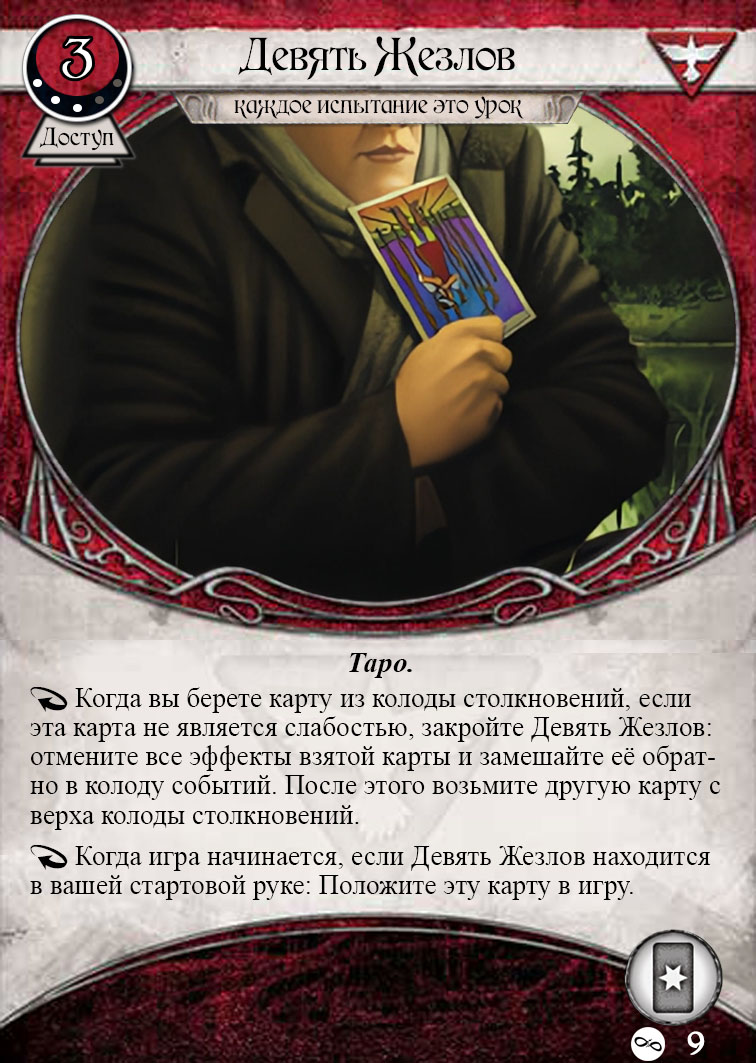 3
Девять Жезлов
каждое испытание это урок
Доступ
Таро.
Когда вы берете карту из колоды столкновений, если
эта карта не является слабостью, закройте Девять Жезлов:
отмените все эффекты взятой карты и замешайте её обрат-
но в колоду событий. После этого возьмите другую карту с
верха колоды столкновений.
Когда игра начинается, если Девять Жезлов находится
в вашей стартовой руке: Положите эту карту в игру.
9